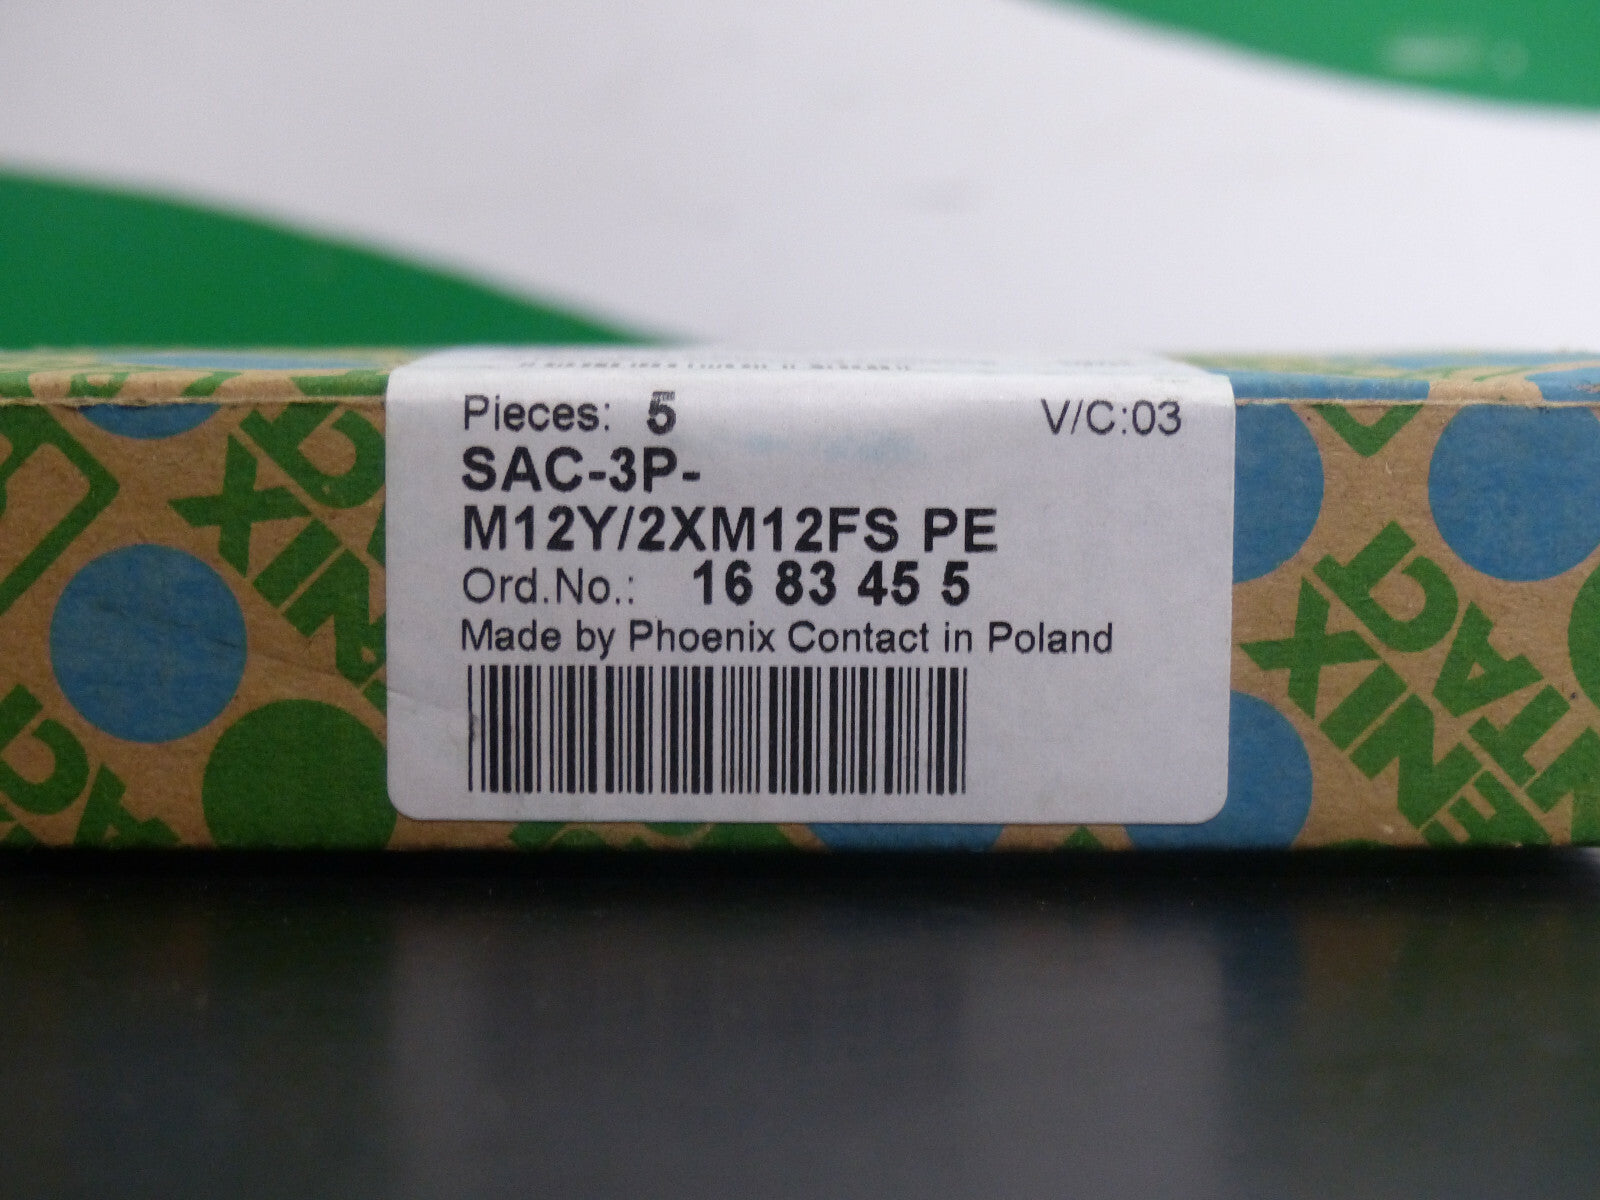 Pieces: 5 V/C:03
SAC-3P-
M12Y/2XM12FS PE
Ord.No.: 16 83 45 5
Made by Phoenix Contact in Poland